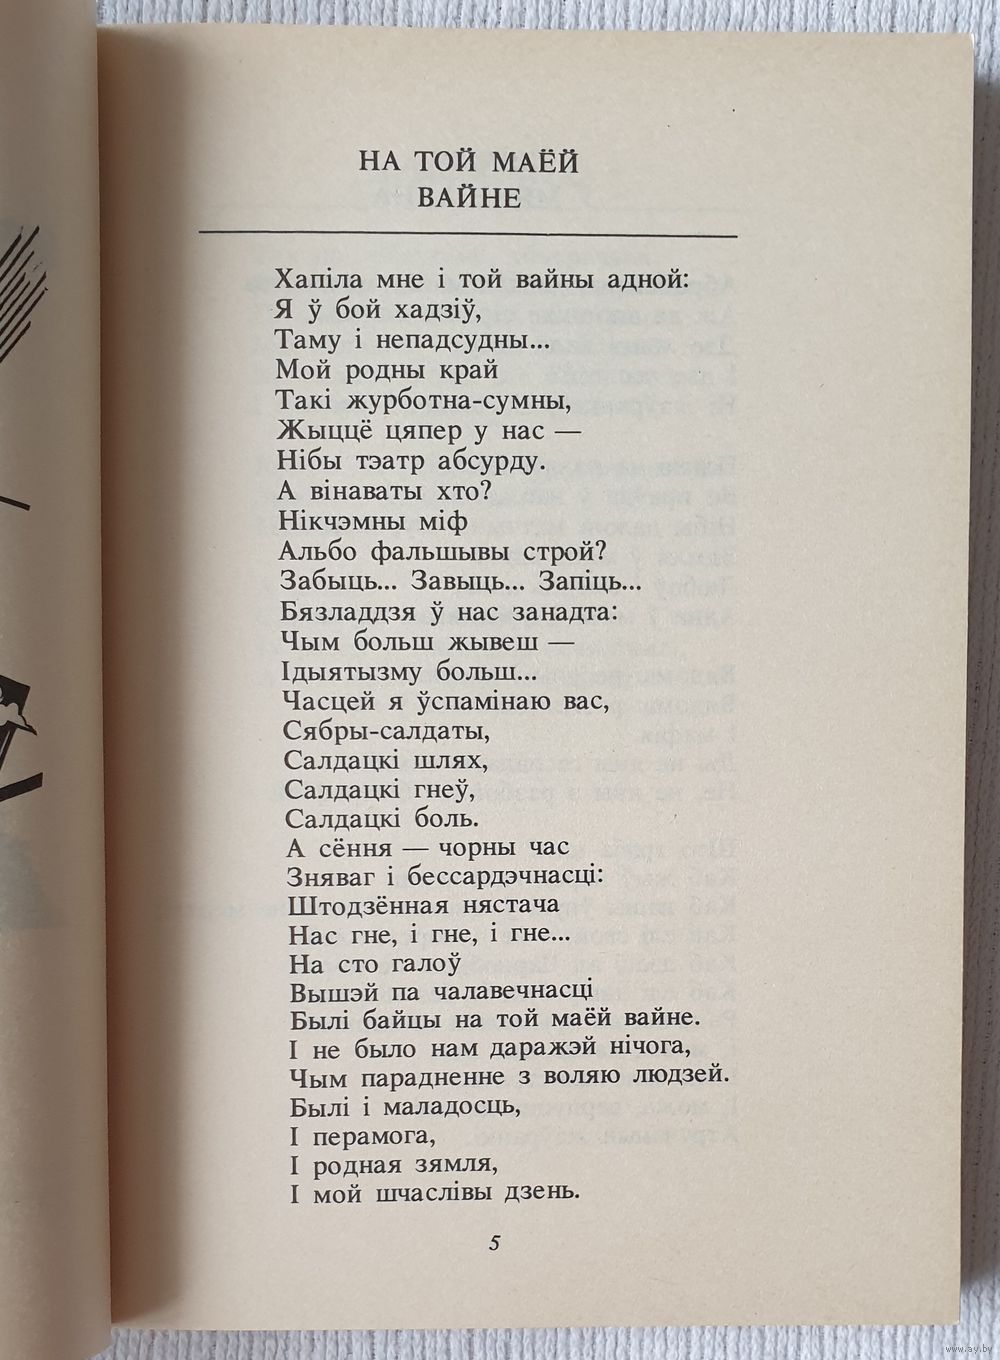 НА ТОЙ МАЁЙ
ВАЙНЕ
Хапіла мне і той вайны адной:
Я ў бой хадзіў,
Таму і непадсудны...
Мой родны край
Такі журботна-сумны,
Жыццё цяпер у нас —
Нібы тэатр абсурду.
А вінаваты хто?
Нікчэмны міф
Альбо фальшывы строй?
Забыць... Завыць... Запіць...
Бязладдзя ў нас занадта:
Чым больш жывеш —
Ідыятызму больш...
Часцей я ўспамінаю вас,
Сябры-салдаты,
Салдацкі шлях,
Салдацкі гнеў,
Салдацкі боль.
А сёння — чорны час
Зняваг і бессардэчнасці:
Штодзённая нястача
Нас гне, і гне, і гне...
На сто галоў
Вышэй па чалавечнасці
Былі байцы на той маёй вайне.
І не было нам даражэй нічога,
Чым парадненне з воляю людзей.
Былі і маладосць,
І перамога,
І родная зямля,
І мой шчаслівы дзень.
5
www.ay.by